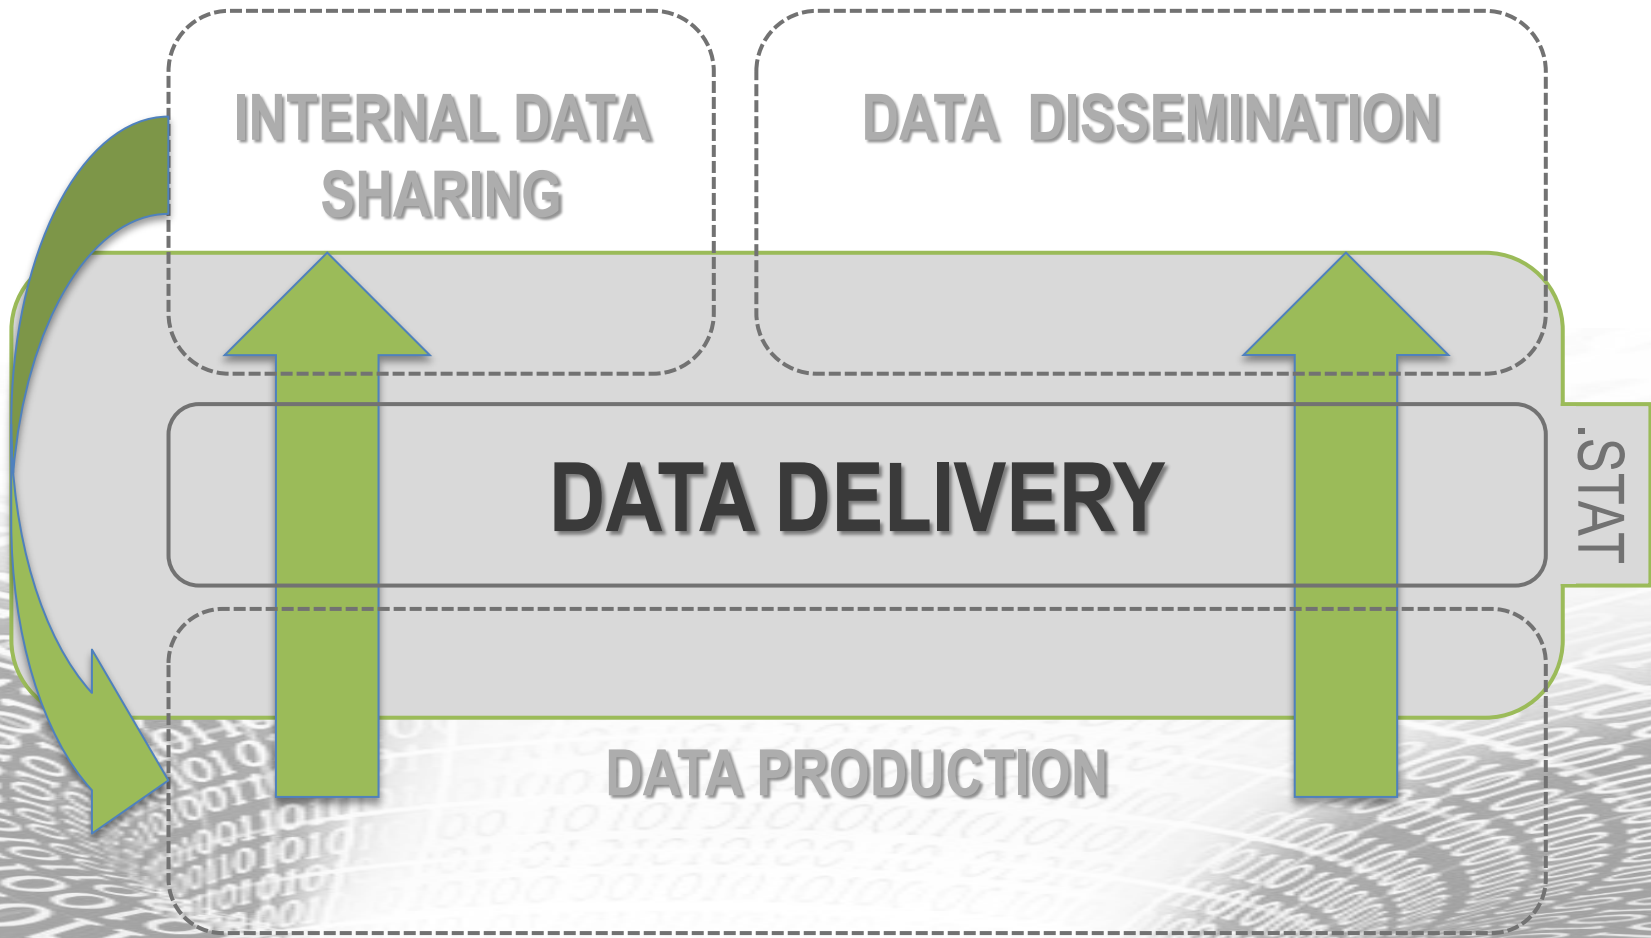 INTERNAL DATA
SHARING
DATA DISSEMINATION
DATA DELIVERY
.STAT
DATA PRODUCTION